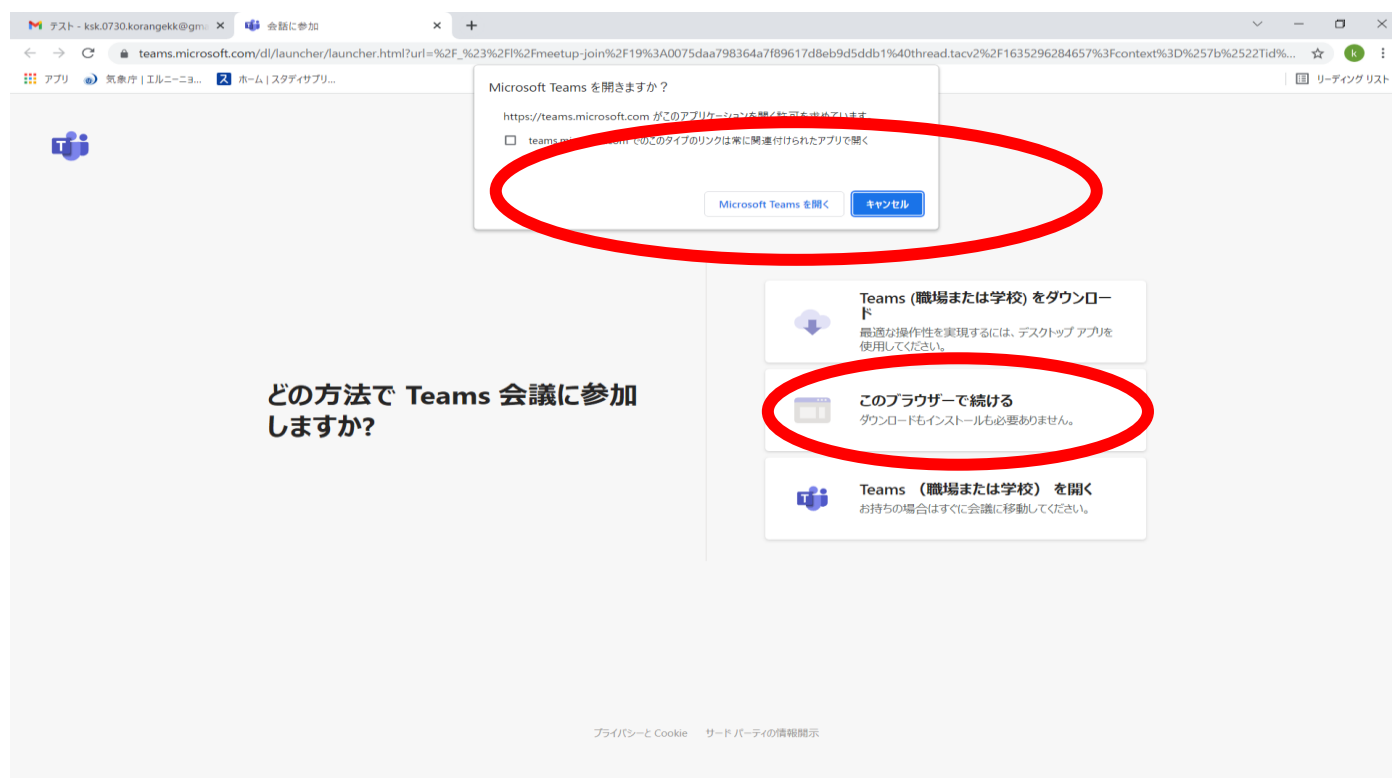 テスト - ksk.0730.korangekk@gm
会議に参加
teams.microsoft.com/dl/launcher/launcher.html?url=%2F_%23%2Fl%2Fmeetup-join%2F19%3A0075daa798364a7f89617d8eb9d5ddb1%40thread.tacv2%2F1635296284657%3Fcontext%3D%257b%2522Tid%...
k
アプリ
気象庁 | エルニーニョ...
ホーム | スタディサプリ...
リーディング リスト
Microsoft Teams を開きますか？
https://teams.microsoft.com がこのアプリケーションを開く許可を求めています
でのこのタイプのリンクは常に関連付けられたアプリで開く
Microsoft Teams を開く
キャンセル
どの方法で Teams 会議に参加
しますか?
Teams (職場または学校) をダウンロー
ド
最適な操作性を実現するには、デスクトップ アプリを
使用してください。
このブラウザーで続ける
ダウンロードもインストールも必要ありません。
Teams （職場または学校） を開く
お持ちの場合はすぐに会議に移動してください。
プライバシーと Cookie
サード パーティの情報開示